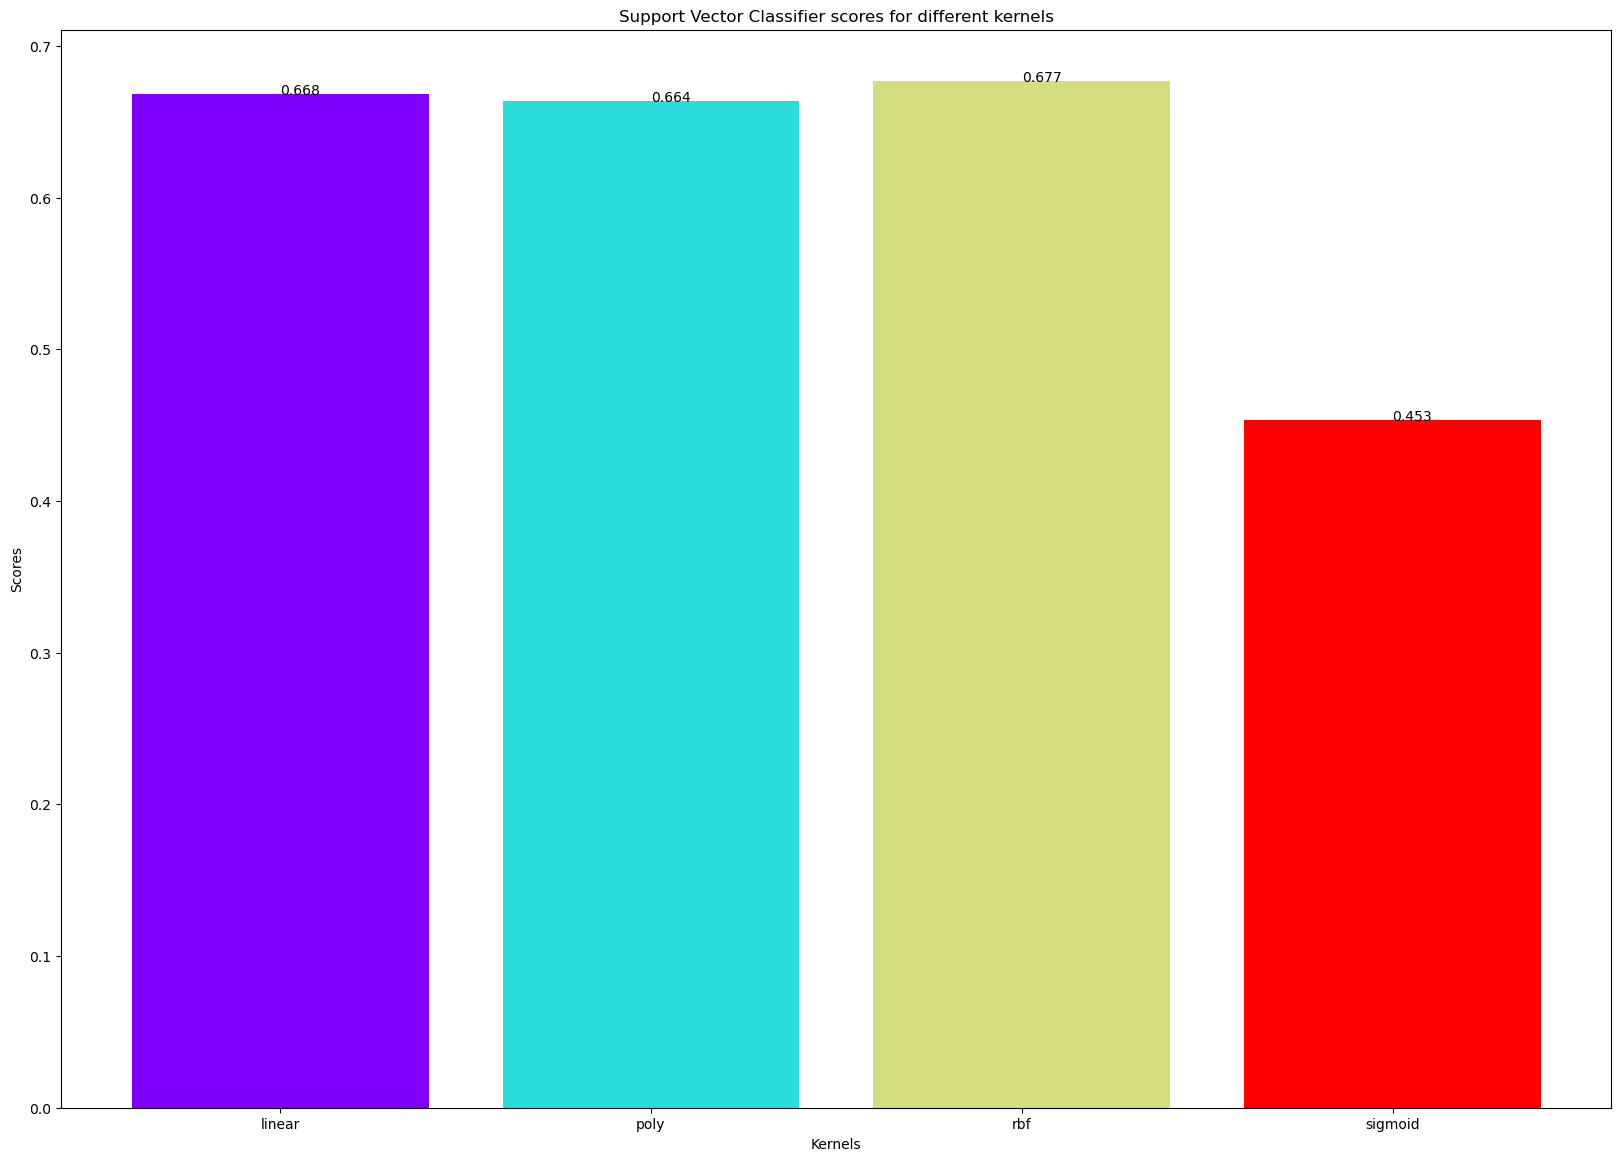 Support Vector Classifier scores for different kernels
0.7
0.6
0.5
0.4
0.3
0.2
0.1
0.0
Scores
0.668
0.664
0.677
0.453
linear
poly
rbf
sigmoid
Kernels